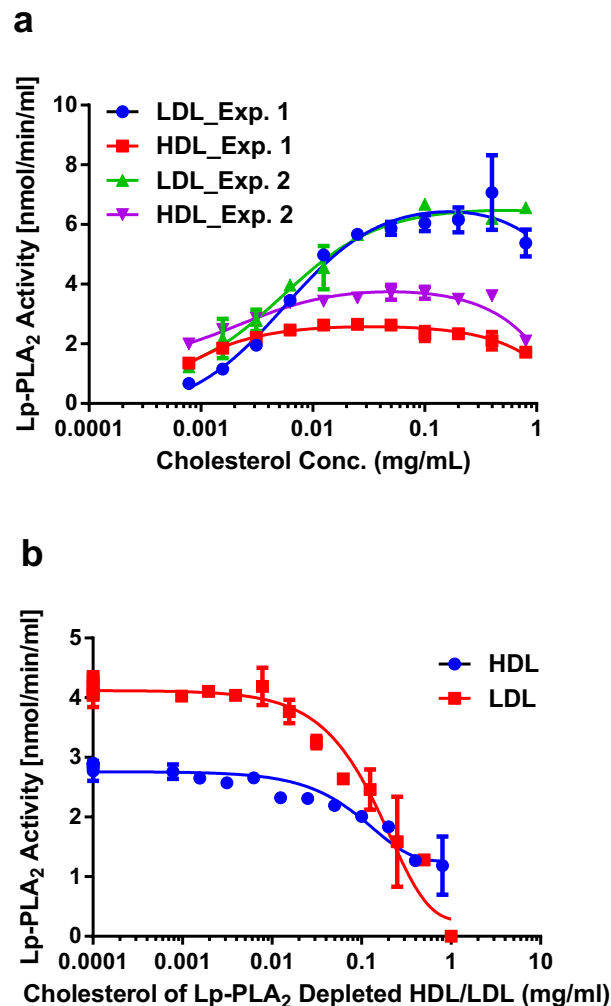 a
LDL_Exp. 1
HDL_Exp. 1
LDL_Exp. 2
HDL_Exp. 2
Lp-PLA₂ Activity [nmol/min/ml]
10
8
6
4
2
0
0.0001 0.001 0.01 0.1 1
Cholesterol Conc. (mg/mL)
b
HDL
LDL
Lp-PLA₂ Activity [nmol/min/ml]
5
4
3
2
1
0
0.0001 0.001 0.01 0.1 1 10
Cholesterol of Lp-PLA₂ Depleted HDL/LDL (mg/ml)